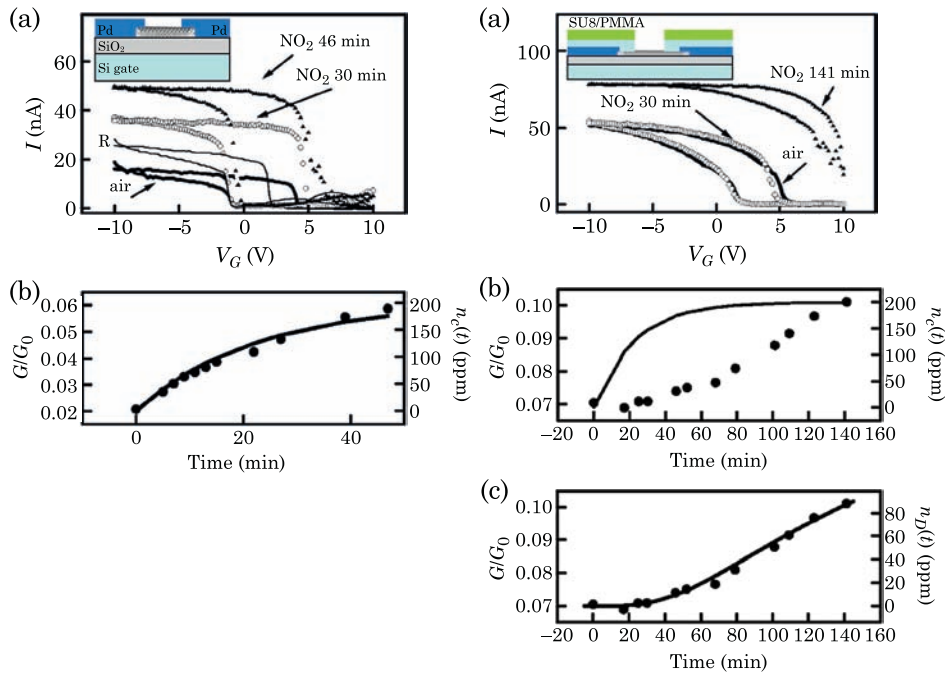 (a)
Pd
Pd
SiO₂
Si gate
NO₂ 46 min
NO₂ 30 min
R
air
60
40
20
0
I (nA)
−10
−5
0
5
10
V_G (V)
(a)
SU8/PMMA
NO₂ 141 min
NO₂ 30 min
air
100
50
0
I (nA)
−10
−5
0
5
10
V_G (V)
(b)
0.06
0.05
0.04
0.03
0.02
G/G₀
200
150
100
50
0
n_c(t) (ppm)
0
20
40
Time (min)
(b)
0.10
0.09
0.08
0.07
G/G₀
200
150
100
50
0
n_c(t) (ppm)
−20
0
20
40
60
80
100
120
140
160
Time (min)
(c)
0.10
0.09
0.08
0.07
G/G₀
80
60
40
20
0
n_D(t) (ppm)
−20
0
20
40
60
80
100
120
140
160
Time (min)